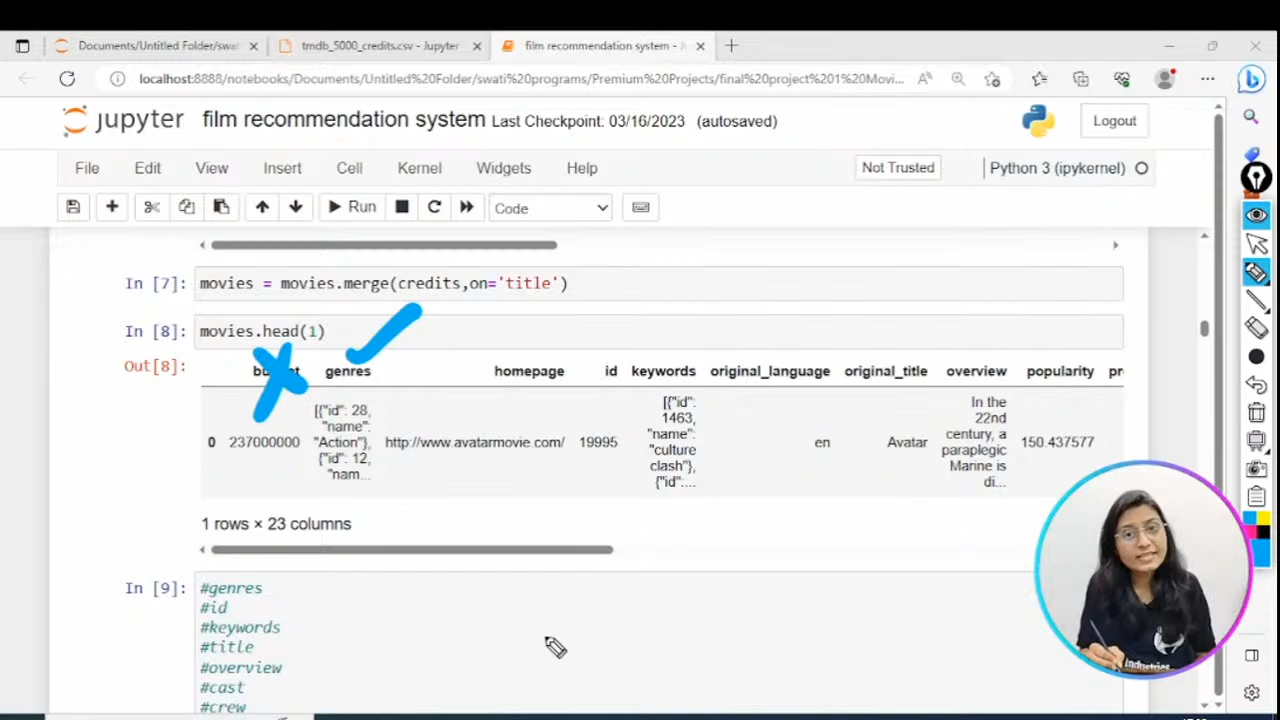 Documents/Untitled Folder/swat
tmdb_5000_credits.csv - Jupyter
film recommendation system - J
localhost:8888/notebooks/Documents/Untitled%20Folder/swati%20programs/Premium%20Projects/final%20project%201%20Movi...
jupyter film recommendation system Last Checkpoint: 03/16/2023 (autosaved)
Logout
File Edit View Insert Cell Kernel Widgets Help
Not Trusted
Python 3 (ipykernel)
Run
Code
In [7]: movies = movies.merge(credits,on='title')
In [8]: movies.head(1)
Out[8]:
genres homepage id keywords original_language original_title overview popularity pr
0 237000000 [{"id": 28, "name": "Action"}, {"id": 12, "nam... http://www.avatarmovie.com/ 19995 [{"id": 1463, "name": "culture clash"}, {"id":.... en Avatar In the 22nd century, a paraplegic Marine is di... 150.437577
1 rows × 23 columns
In [9]: #genres
#id
#keywords
#title
#overview
#cast
#crew
Industries